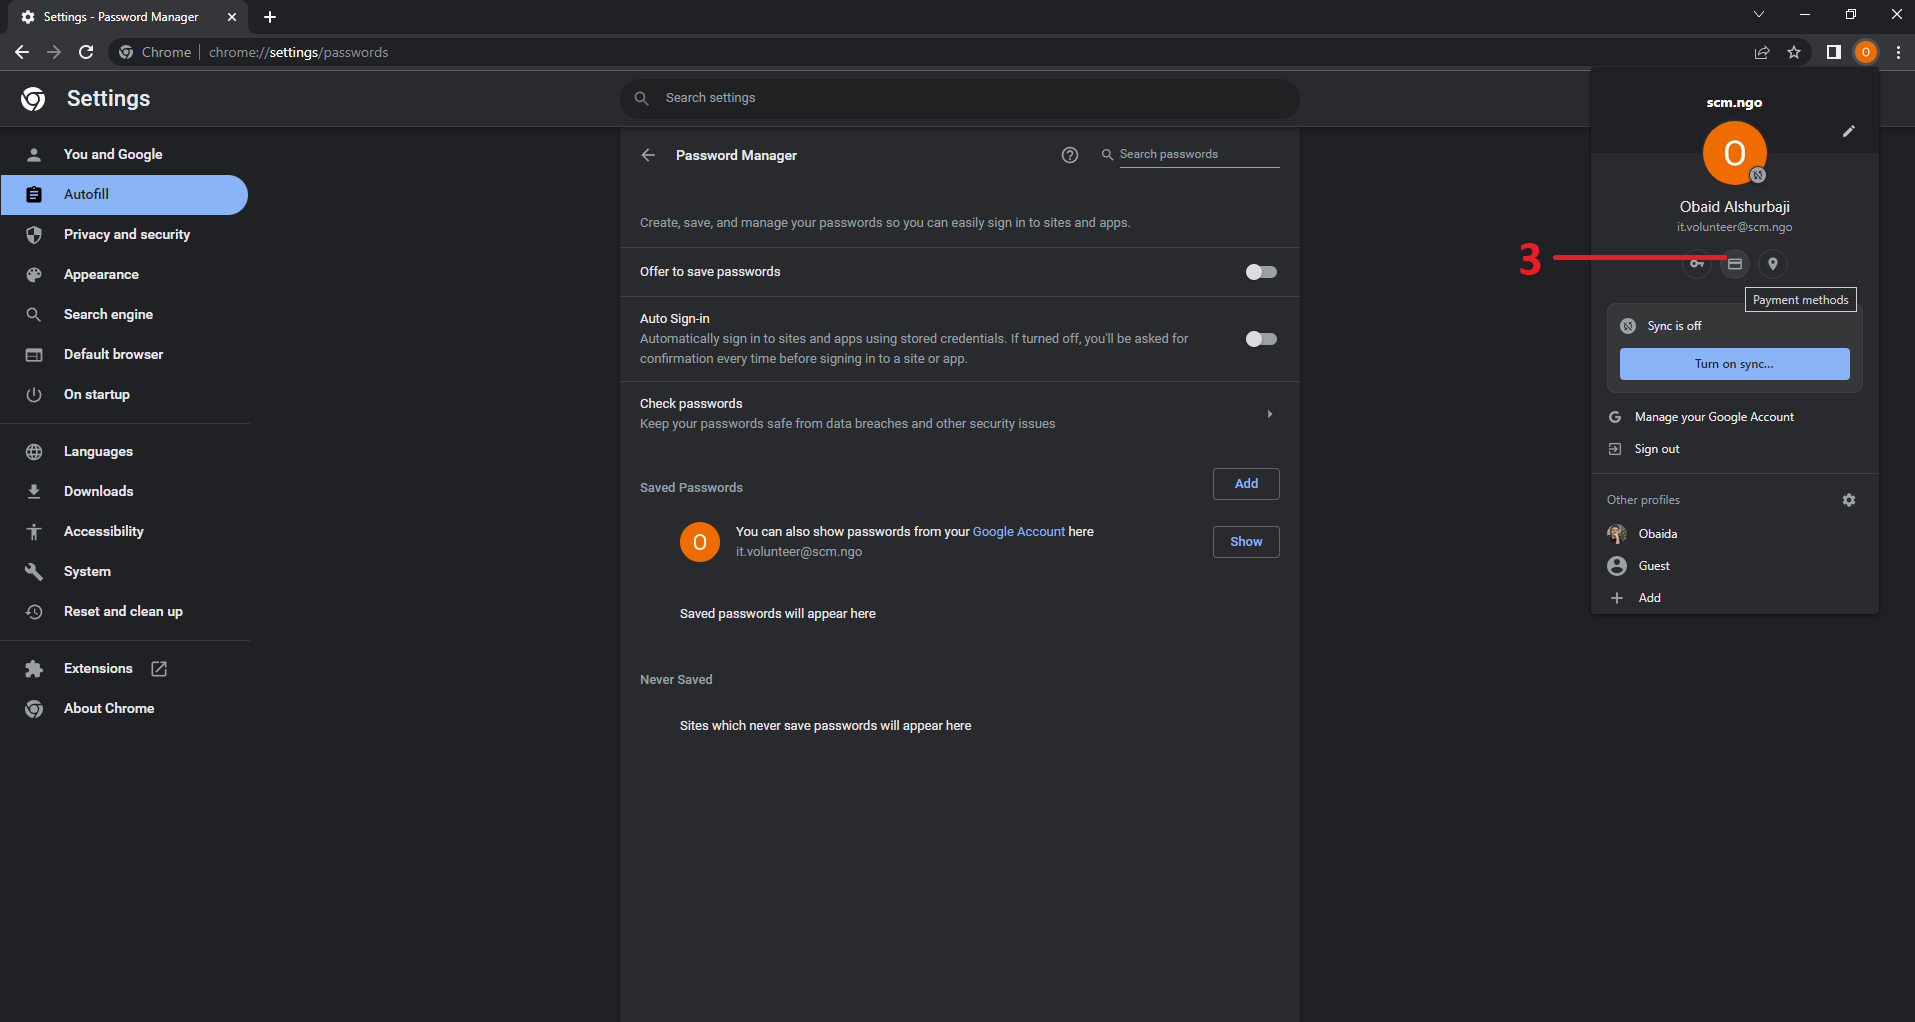 Settings - Password Manager
Chrome
chrome://settings/passwords
O
Settings
Search settings
You and Google
Autofill
Privacy and security
Appearance
Search engine
Default browser
On startup
Languages
Downloads
Accessibility
System
Reset and clean up
Extensions
About Chrome
Password Manager
Search passwords
Create, save, and manage your passwords so you can easily sign in to sites and apps.
Offer to save passwords
Auto Sign-in
Automatically sign in to sites and apps using stored credentials. If turned off, you'll be asked for
confirmation every time before signing in to a site or app.
Check passwords
Keep your passwords safe from data breaches and other security issues
Saved Passwords
Add
O
You can also show passwords from your Google Account here
it.volunteer@scm.ngo
Show
Saved passwords will appear here
Never Saved
Sites which never save passwords will appear here
scm.ngo
O
Obaid Alshurbaji
it.volunteer@scm.ngo
3
Payment methods
Sync is off
Turn on sync...
G
Manage your Google Account
Sign out
Other profiles
Obaida
Guest
Add